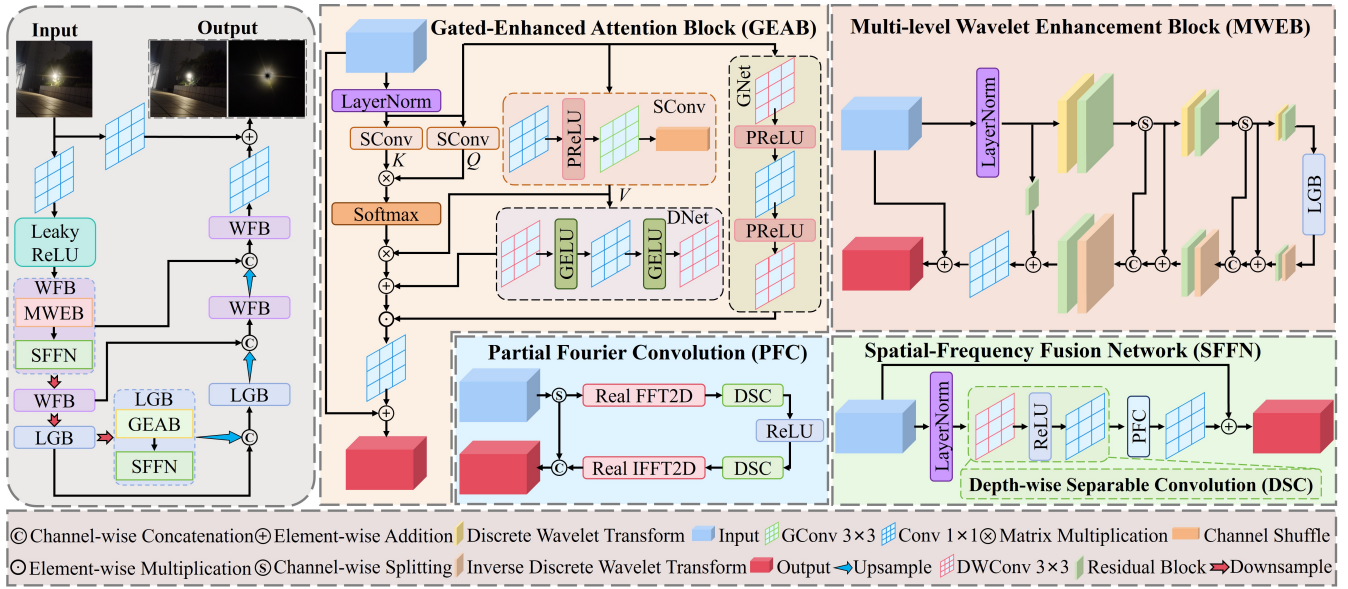 Input
Output
Leaky
ReLU
WFB
MWEB
SFFN
WFB
LGB
LGB
GEAB
SFFN
LGB
WFB
WFB
Gated-Enhanced Attention Block (GEAB)
LayerNorm
SConv
SConv
K
Q
Softmax
SConv
PReLU
V
DNet
GELU
GELU
GNet
PReLU
PReLU
Multi-level Wavelet Enhancement Block (MWEB)
LayerNorm
S
S
LGB
C
C
Partial Fourier Convolution (PFC)
S
Real FFT2D
DSC
ReLU
C
Real IFFT2D
DSC
Spatial-Frequency Fusion Network (SFFN)
LayerNorm
ReLU
PFC
Depth-wise Separable Convolution (DSC)
© Channel-wise Concatenation ⊕ Element-wise Addition Discrete Wavelet Transform Input GConv 3×3 Conv 1×1 ⊗ Matrix Multiplication Channel Shuffle
⊙ Element-wise Multiplication Ⓢ Channel-wise Splitting Inverse Discrete Wavelet Transform Output Upsample DWConv 3×3 Residual Block Downsample